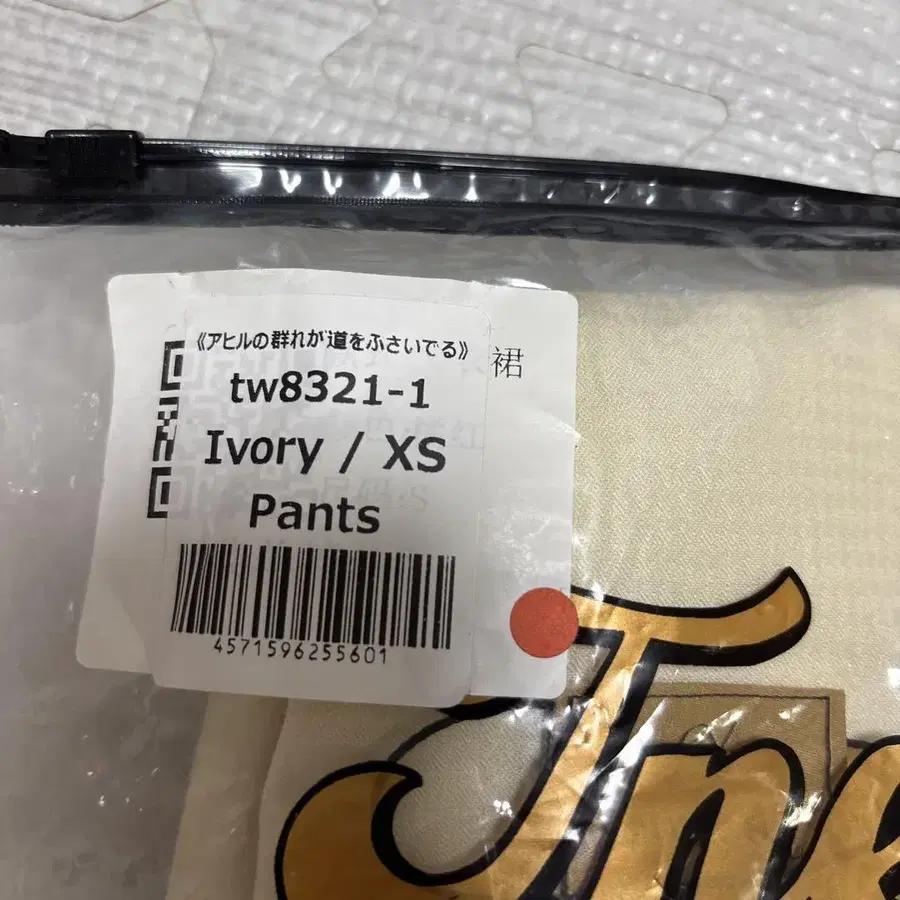 《アヒルの群れが道をふさいでる》
裙
tw8321-1
Ivory / XS
Pants
4571596255601